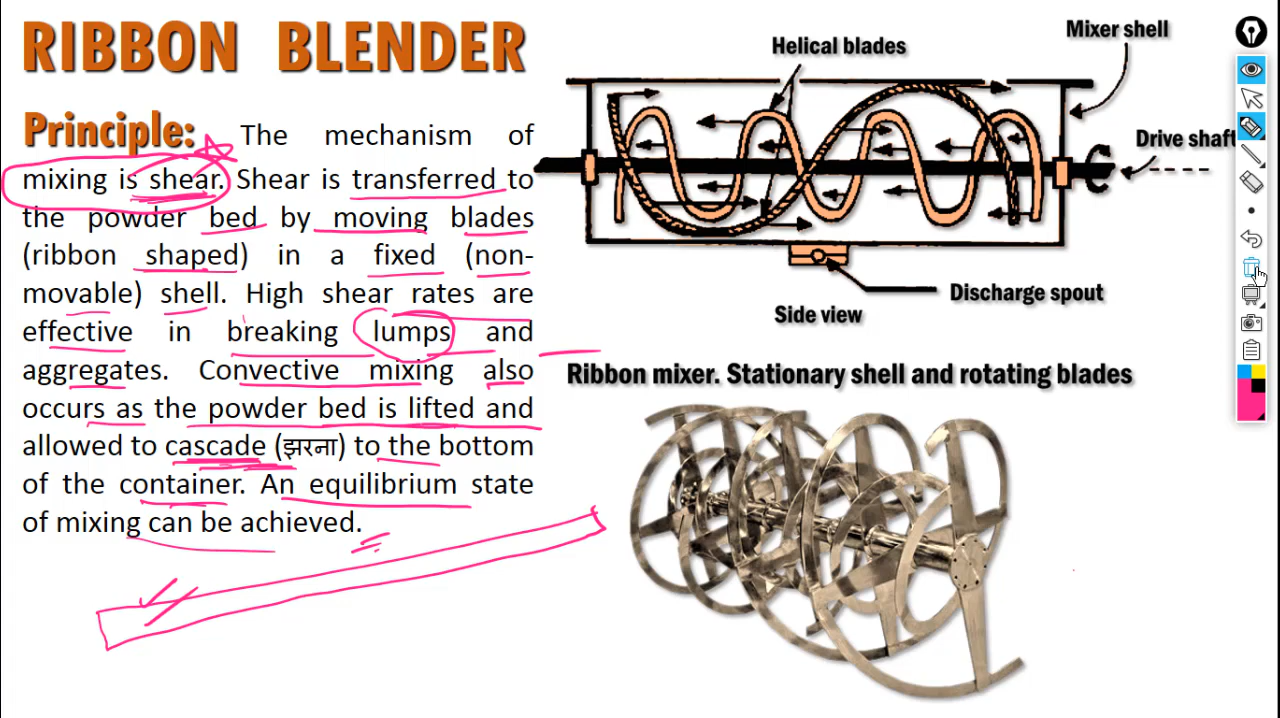 RIBBON BLENDER
Principle: The mechanism of
mixing is shear. Shear is transferred to
the powder bed by moving blades
(ribbon shaped) in a fixed (non-
movable) shell. High shear rates are
effective in breaking lumps and
aggregates. Convective mixing also
occurs as the powder bed is lifted and
allowed to cascade (झरना) to the bottom
of the container. An equilibrium state
of mixing can be achieved.
Helical blades
Mixer shell
Drive shaft
Discharge spout
Side view
Ribbon mixer. Stationary shell and rotating blades